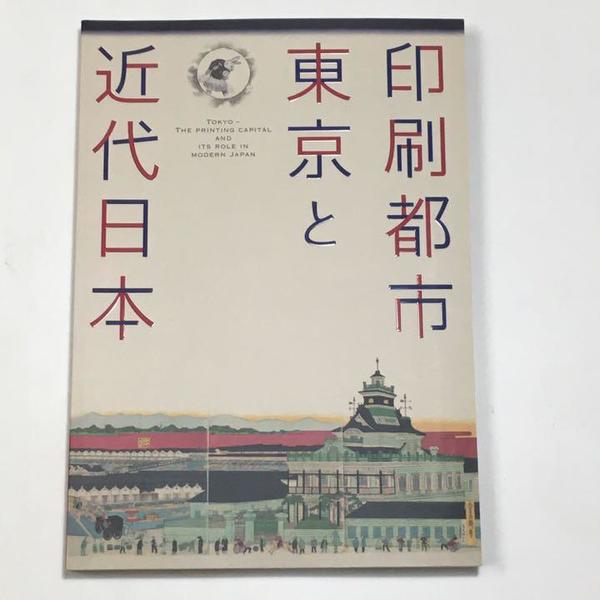 印刷都市
東京と
近代日本
TOKYO –
THE PRINTING CAPITAL
AND
ITS ROLE IN
MODERN JAPAN